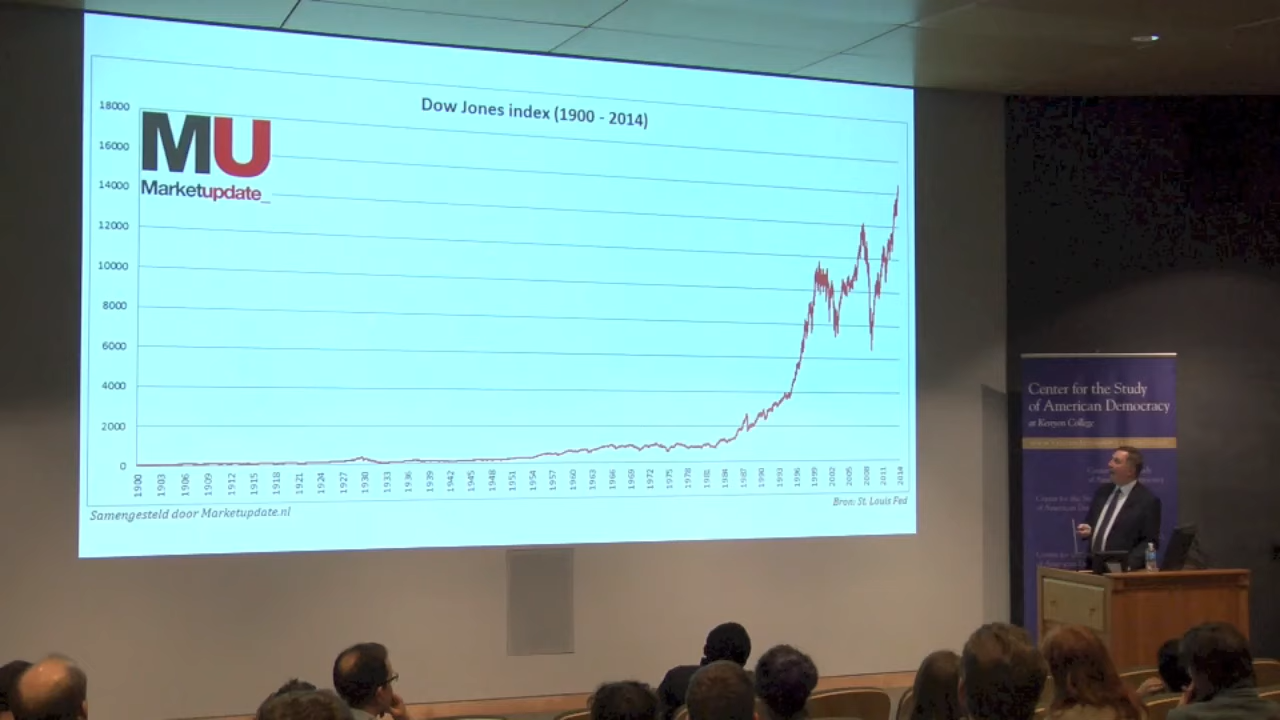 Dow Jones index (1900 - 2014)
MU
Marketupdate_
18000
16000
14000
12000
10000
8000
6000
4000
2000
0
1900 1903 1906 1909 1912 1915 1918 1921 1924 1927 1930 1933 1936 1939 1942 1945 1948 1951 1954 1957 1960 1963 1966 1969 1972 1975 1978 1981 1984 1987 1990 1993 1996 1999 2002 2005 2008 2011 2014
Samengesteld door Marketupdate.nl
Bron: St. Louis Fed
Center for the Study
of American Democracy
at Kenyon College